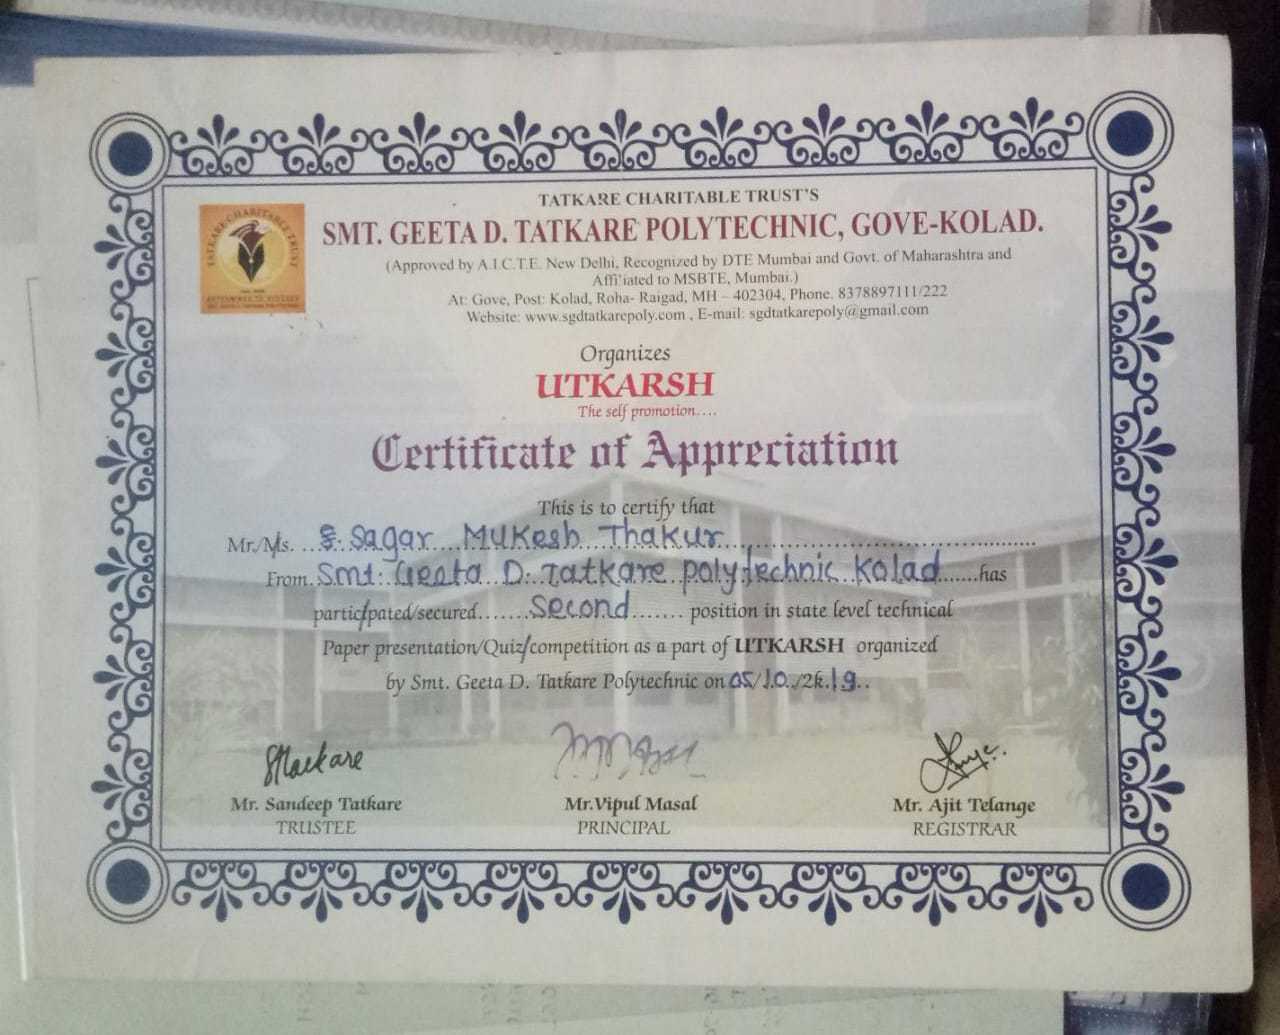 TATKARE CHARITABLE TRUST
TATKARE CHARITABLE TRUST'S
SMT. GEETA D. TATKARE POLYTECHNIC, GOVE-KOLAD.
(Approved by A.I.C.T.E. New Delhi, Recognized by DTE Mumbai and Govt. of Maharashtra and
Affiliated to MSBTE, Mumbai.)
At: Gove, Post: Kolad, Roha- Raigad, MH – 402304, Phone. 8378897111/222
Website: www.sgdtatkarepoly.com , E-mail: sgdtatkarepoly@gmail.com
Organizes
UTKARSH
The self promotion....
Certificate of Appreciation
This is to certify that
Mr./Ms. Sagar Mukesh Thakur
From Smt. Geeta D. Tatkare polytechnic Kolad has
participated/secured Second position in state level technical
Paper presentation/Quiz/competition as a part of UTKARSH organized
by Smt. Geeta D. Tatkare Polytechnic on 05/10/2k19..
Mr. Sandeep Tatkare Mr.Vipul Masal Mr. Ajit Telange
TRUSTEE PRINCIPAL REGISTRAR